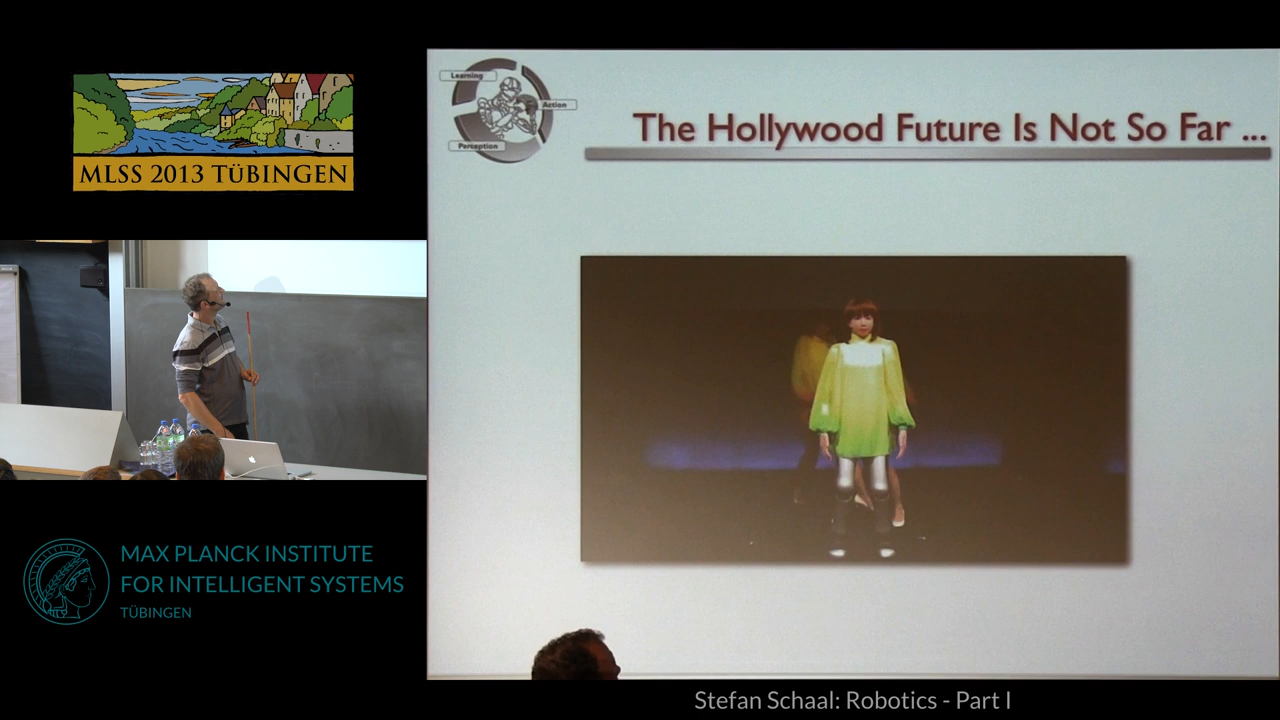 MLSS 2013 TÜBINGEN
Learning
Action
Perception
The Hollywood Future Is Not So Far ...
MAX PLANCK INSTITUTE
FOR INTELLIGENT SYSTEMS
TÜBINGEN
Stefan Schaal: Robotics - Part I